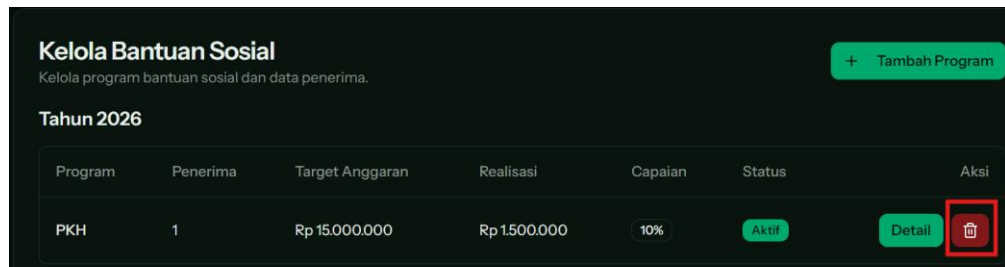 Kelola Bantuan Sosial
Kelola program bantuan sosial dan data penerima.
+ Tambah Program
Tahun 2026
Program Penerima Target Anggaran Realisasi Capaian Status Aksi
PKH 1 Rp 15.000.000 Rp 1.500.000 10% Aktif Detail